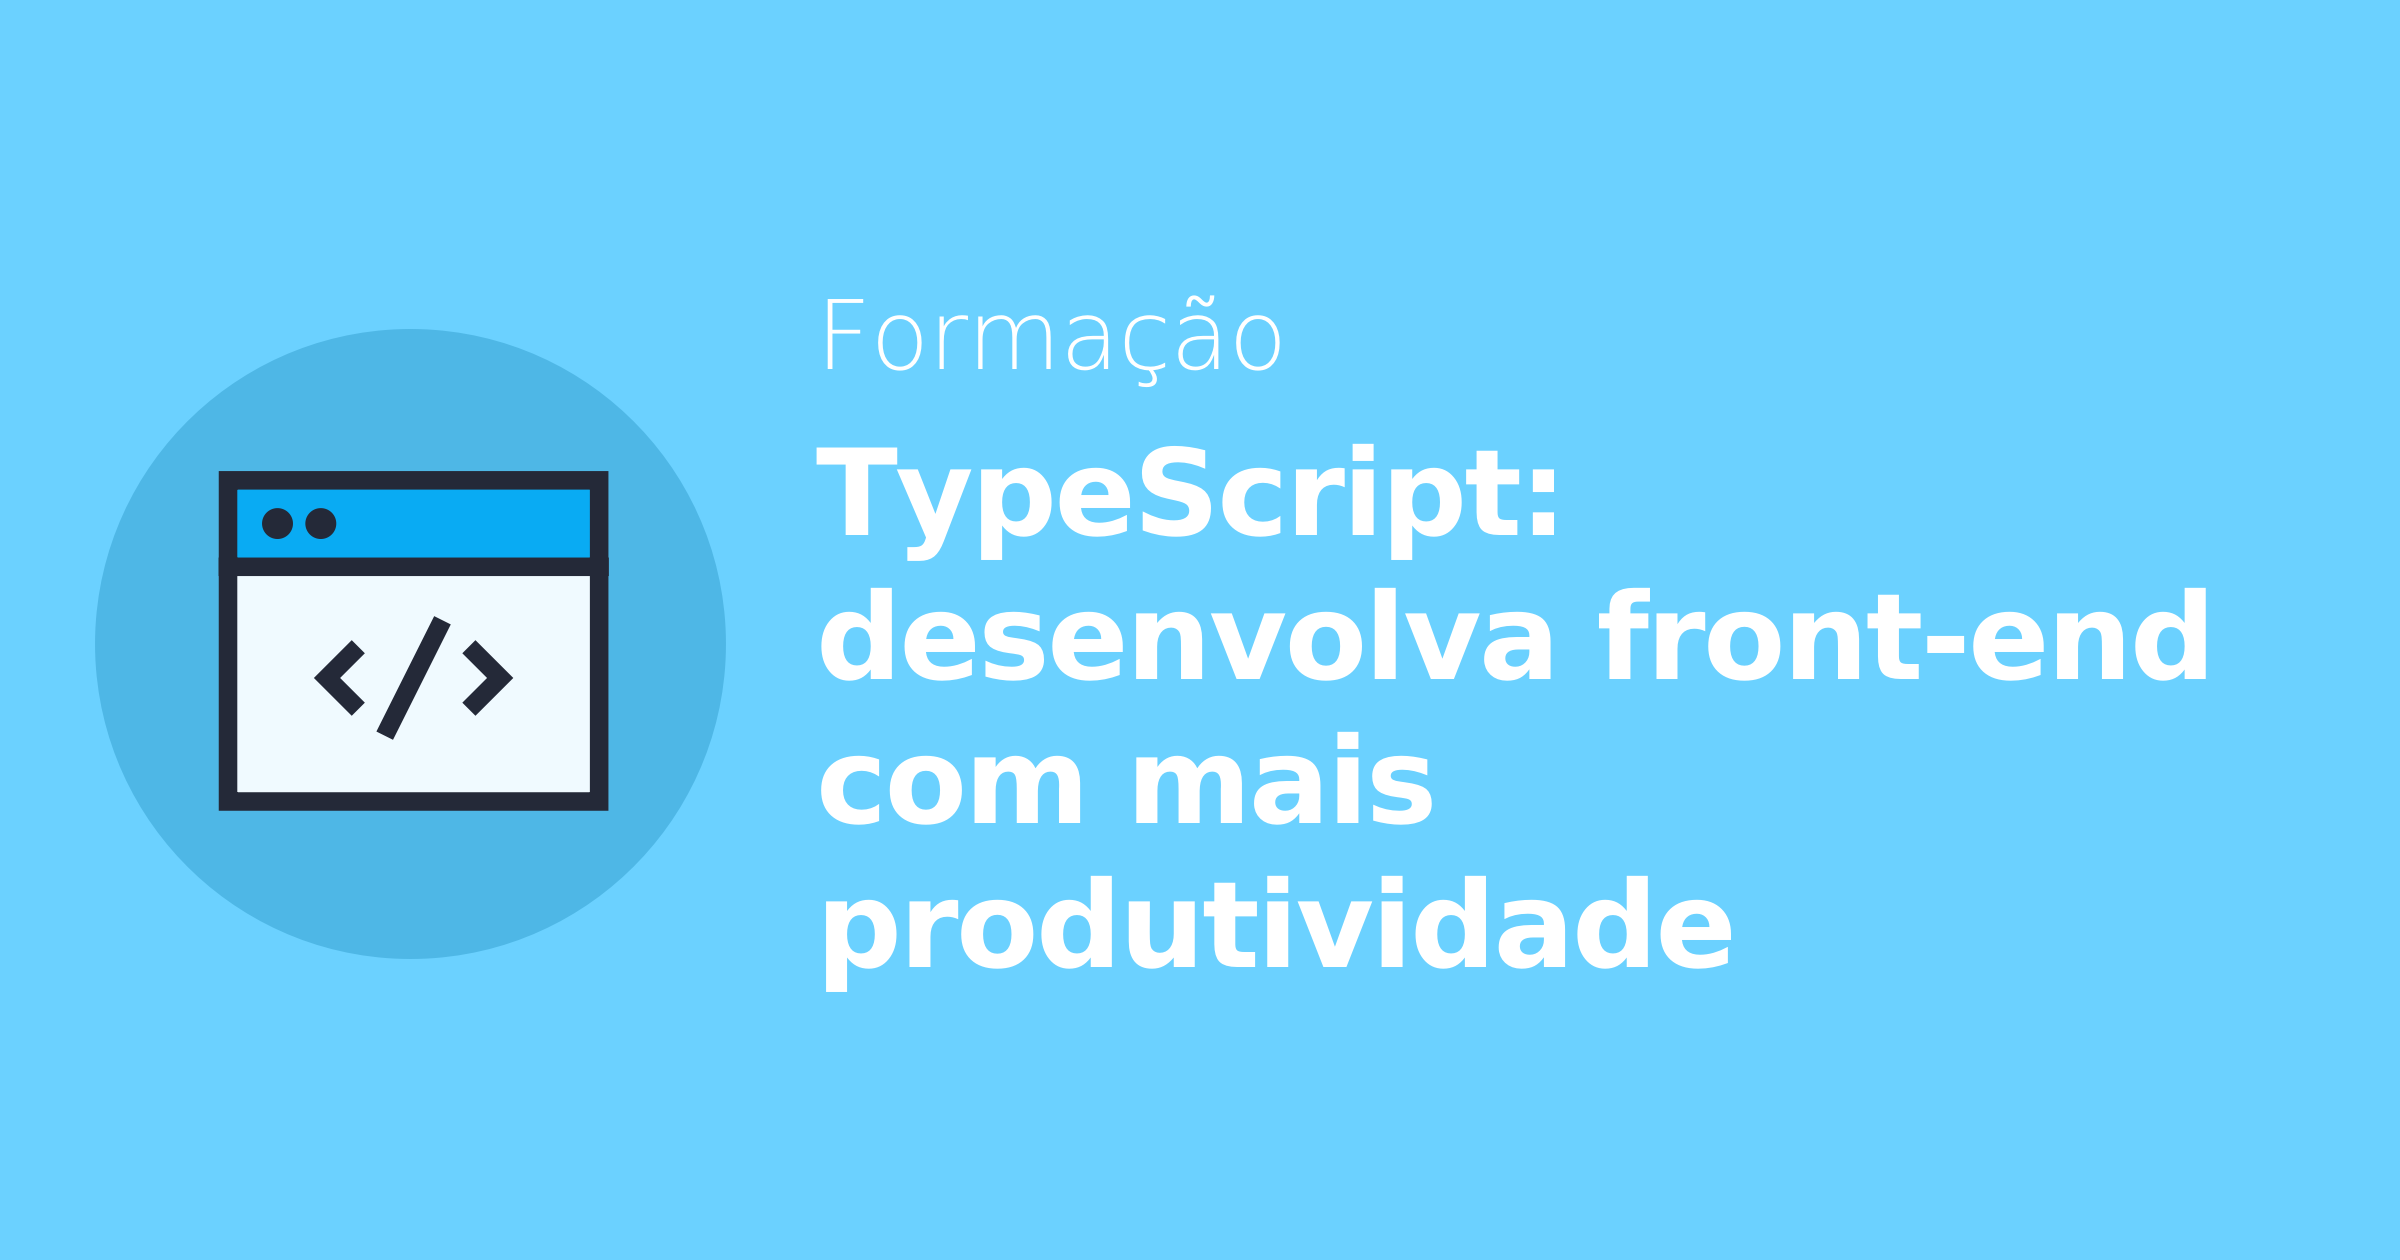 Formação
TypeScript:
desenvolva front-end
com mais
produtividade